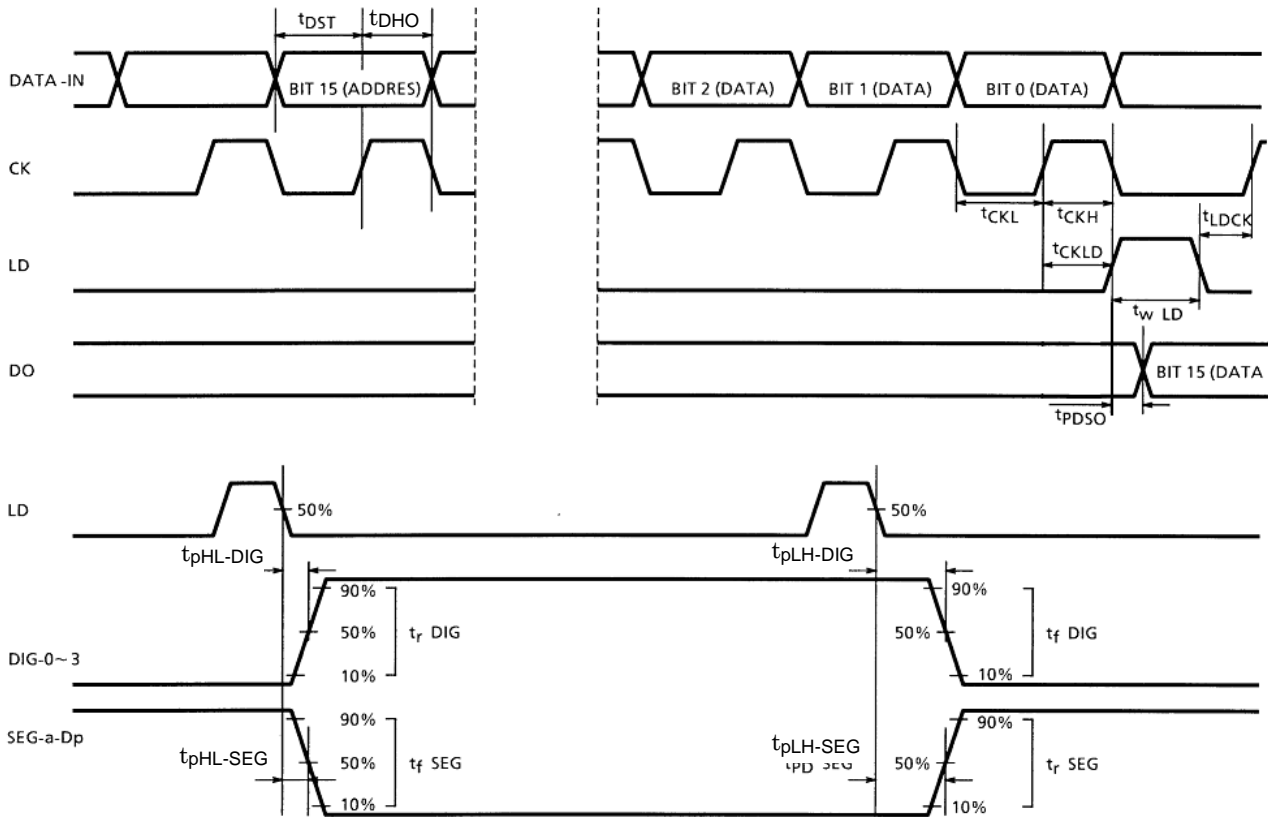 tDST tDHO
DATA-IN
BIT 15 (ADDRES)
BIT 2 (DATA)
BIT 1 (DATA)
BIT 0 (DATA)
CK
tCKL
tCKH
tLDCK
LD
tCKLD
tw LD
DO
BIT 15 (DATA
tPDSO
LD
50%
50%
tpHL-DIG
tpLH-DIG
90%
90%
50%
tr DIG
50%
tf DIG
DIG-0~3
10%
10%
SEG-a-Dp
90%
90%
tpHL-SEG
tpLH-SEG
50%
tf SEG
tPD SEG
50%
tr SEG
10%
10%